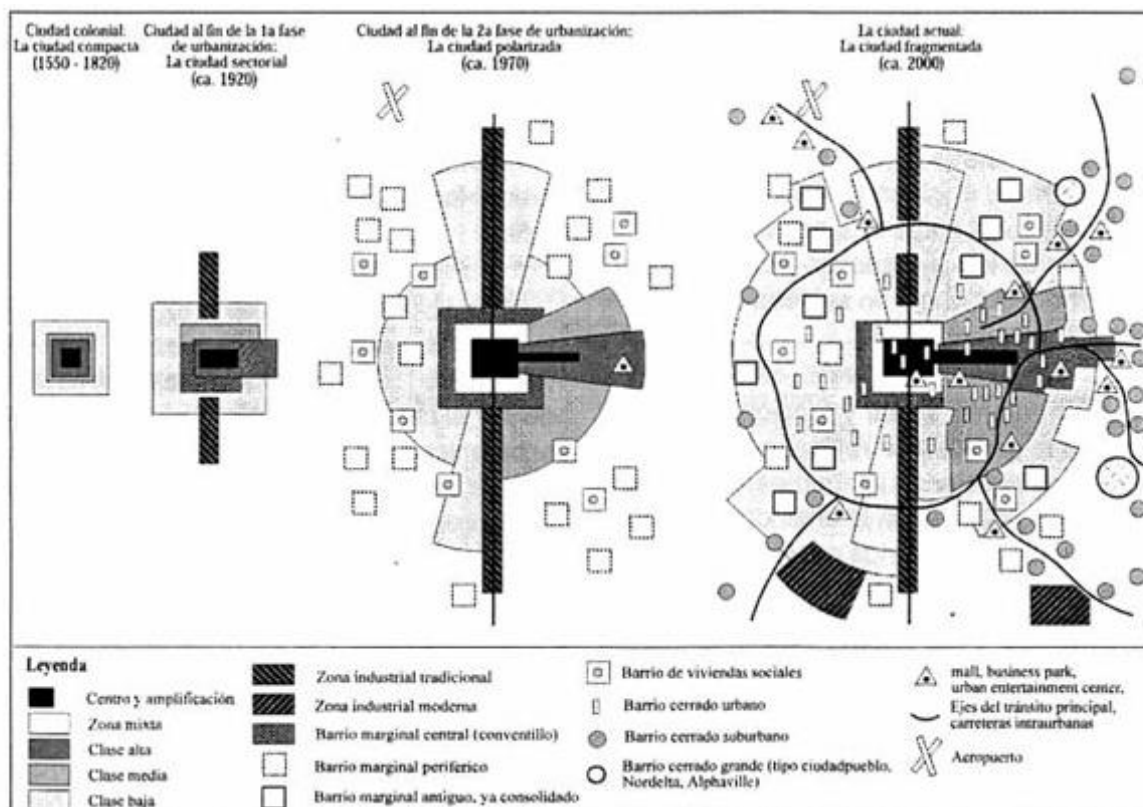 Ciudad colonial:
La ciudad compacta
(1550 - 1820)
Ciudad al fin de la 1a fase
de urbanización:
La ciudad sectorial
(ca. 1920)
Ciudad al fin de la 2a fase de urbanización:
La ciudad polarizada
(ca. 1970)
La ciudad actual:
La ciudad fragmentada
(ca. 2000)
Leyenda
Centro y amplificación
Zona mixta
Clase alta
Clase media
Clase baja
Zona industrial tradicional
Zona industrial moderna
Barrio marginal central (conventillo)
Barrio marginal periférico
Barrio marginal antiguo, ya consolidado
Barrio de viviendas sociales
Barrio cerrado urbano
Barrio cerrado suburbano
Barrio cerrado grande (tipo ciudadpueblo,
Nordelta, Alphaville)
mall, business park,
urban entertainment center,
Ejes del tránsito principal,
carreteras intraurbanas
Aeropuerto